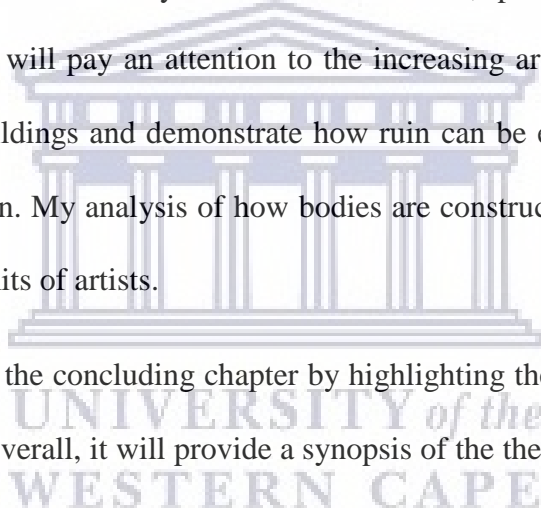 will pay an attention to the increasing ar
ldings and demonstrate how ruin can be
n. My analysis of how bodies are construc
its of artists.
the concluding chapter by highlighting the
UNIVERSITY of the
verall, it will provide a synopsis of the the
WESTERN CAPE